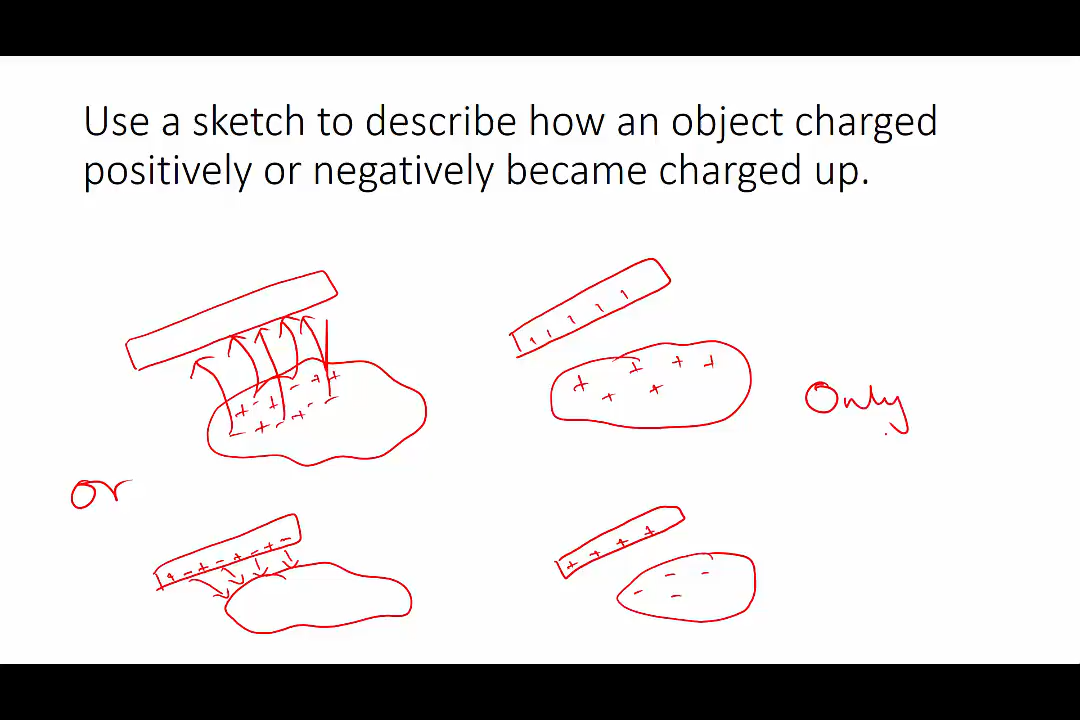 Use a sketch to describe how an object charged
positively or negatively became charged up.
Only
or